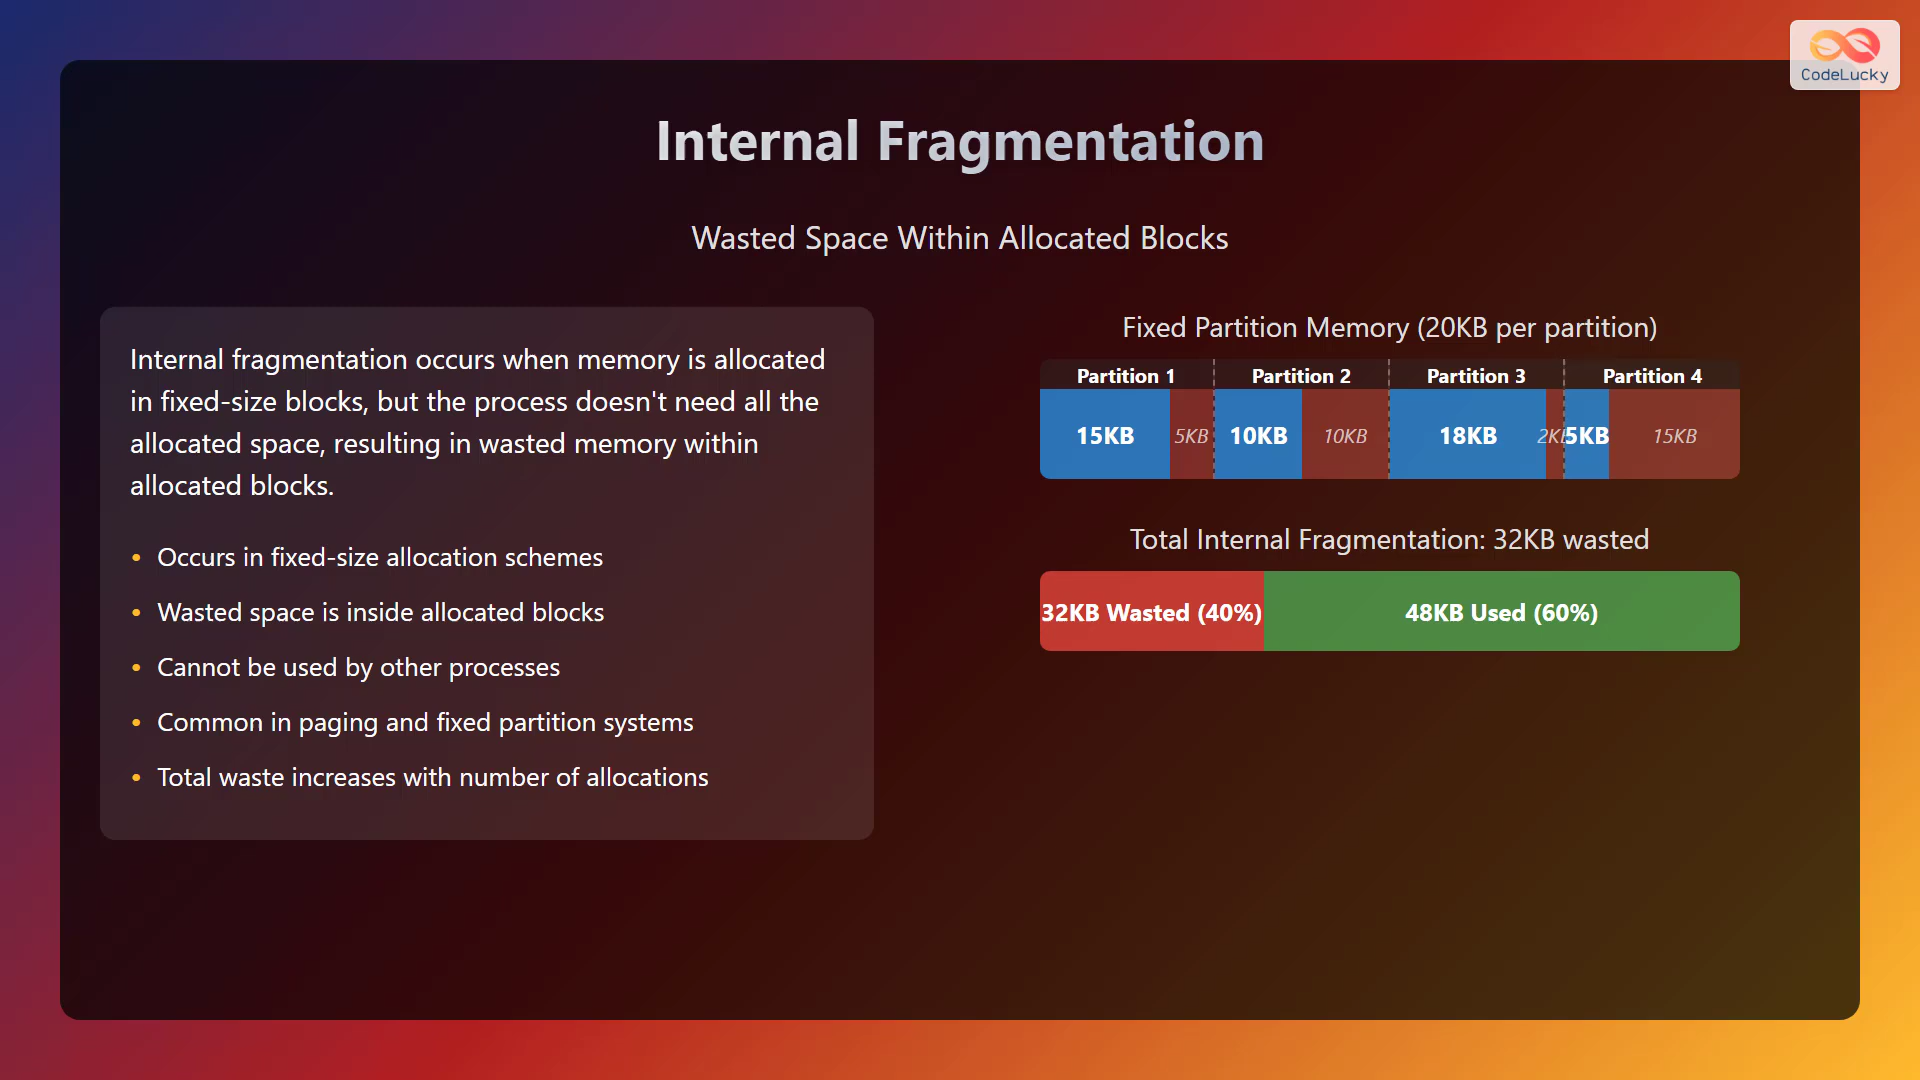 CodeLucky
Internal Fragmentation
Wasted Space Within Allocated Blocks
Internal fragmentation occurs when memory is allocated
in fixed-size blocks, but the process doesn't need all the
allocated space, resulting in wasted memory within
allocated blocks.
• Occurs in fixed-size allocation schemes
• Wasted space is inside allocated blocks
• Cannot be used by other processes
• Common in paging and fixed partition systems
• Total waste increases with number of allocations
Fixed Partition Memory (20KB per partition)
Partition 1 Partition 2 Partition 3 Partition 4
15KB 5KB 10KB 10KB 18KB 2KB 5KB 15KB
Total Internal Fragmentation: 32KB wasted
32KB Wasted (40%) 48KB Used (60%)